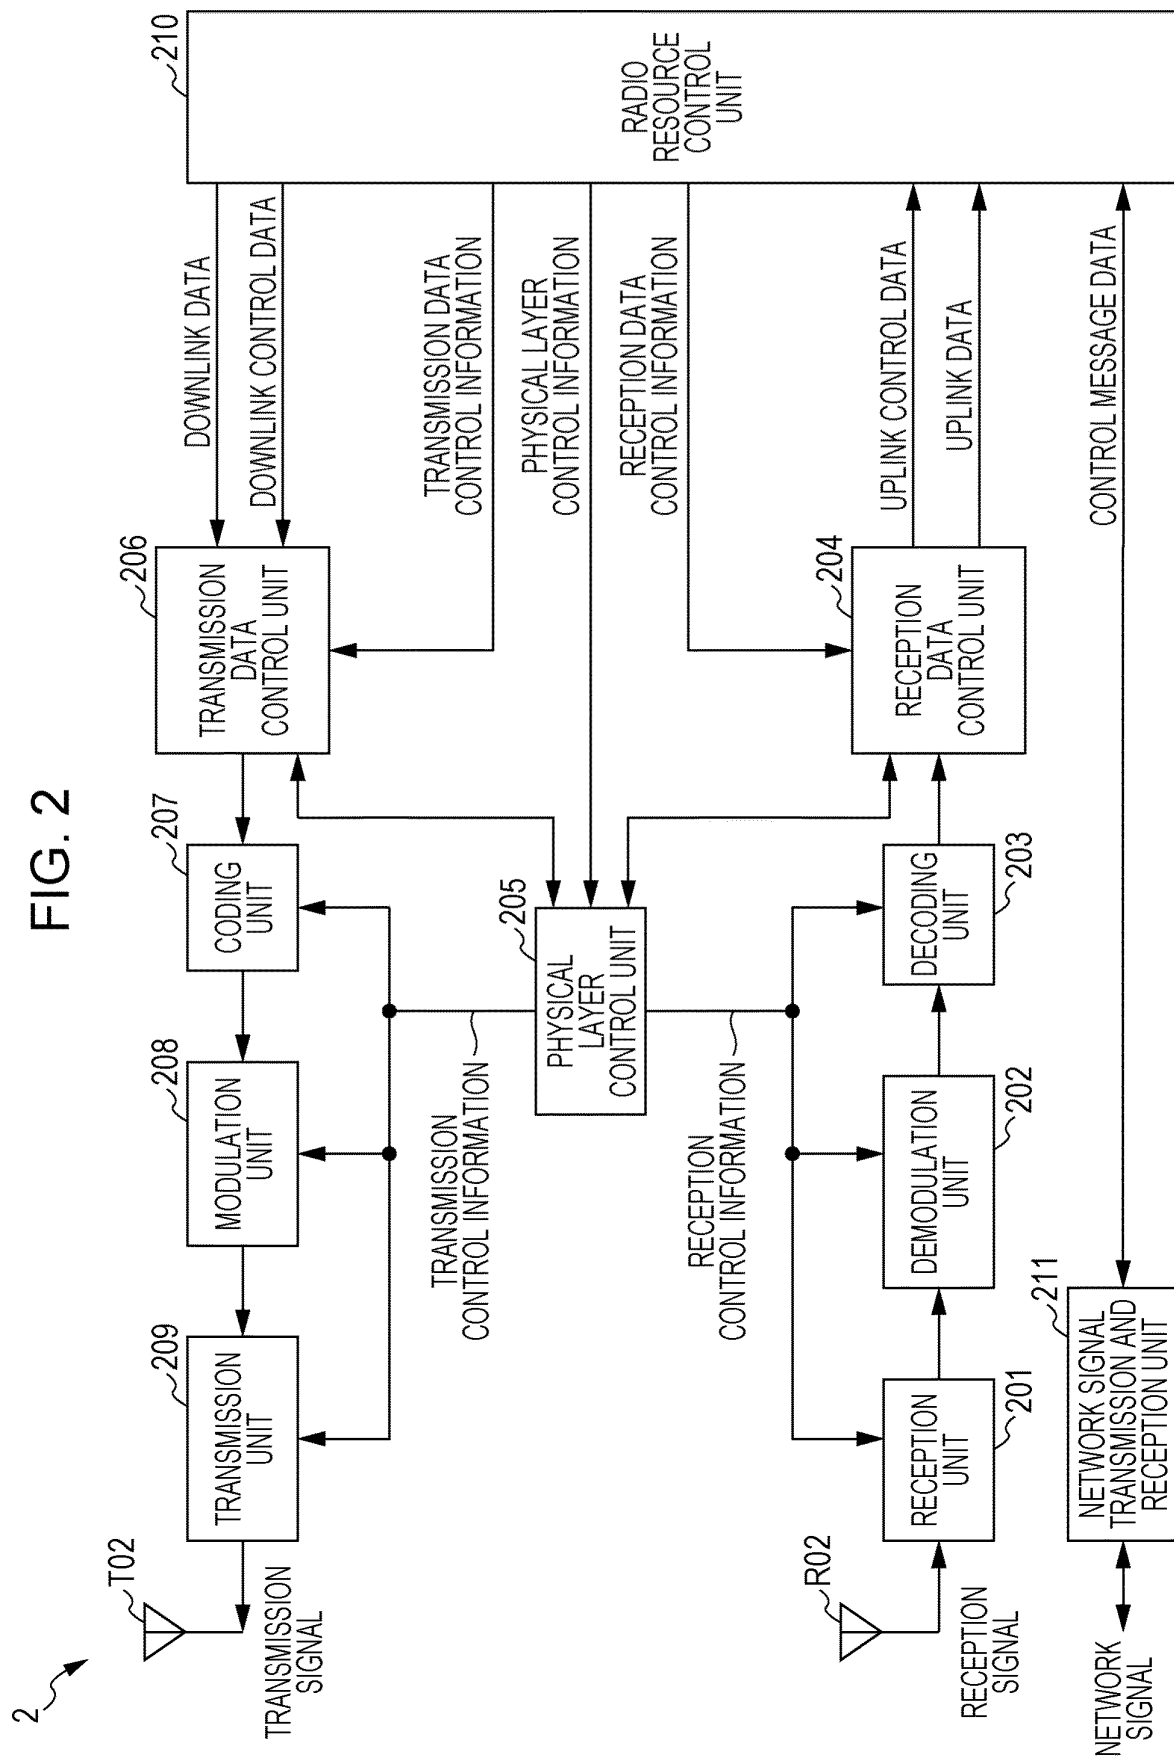 FIG. 2
2
T02
TRANSMISSION
SIGNAL
209
TRANSMISSION
UNIT
208
MODULATION
UNIT
207
CODING
UNIT
206
TRANSMISSION
DATA
CONTROL UNIT
DOWNLINK DATA
DOWNLINK CONTROL DATA
210
RADIO
RESOURCE
CONTROL
UNIT
TRANSMISSION DATA
CONTROL INFORMATION
TRANSMISSION
CONTROL INFORMATION
205
PHYSICAL
LAYER
CONTROL UNIT
PHYSICAL LAYER
CONTROL INFORMATION
RECEPTION DATA
CONTROL INFORMATION
RECEPTION
CONTROL INFORMATION
R02
RECEPTION
SIGNAL
RECEPTION
UNIT
201
DEMODULATION
UNIT
202
DECODING
UNIT
203
204
RECEPTION
DATA
CONTROL UNIT
UPLINK CONTROL DATA
UPLINK DATA
NETWORK
SIGNAL
211
NETWORK SIGNAL
TRANSMISSION AND
RECEPTION UNIT
CONTROL MESSAGE DATA